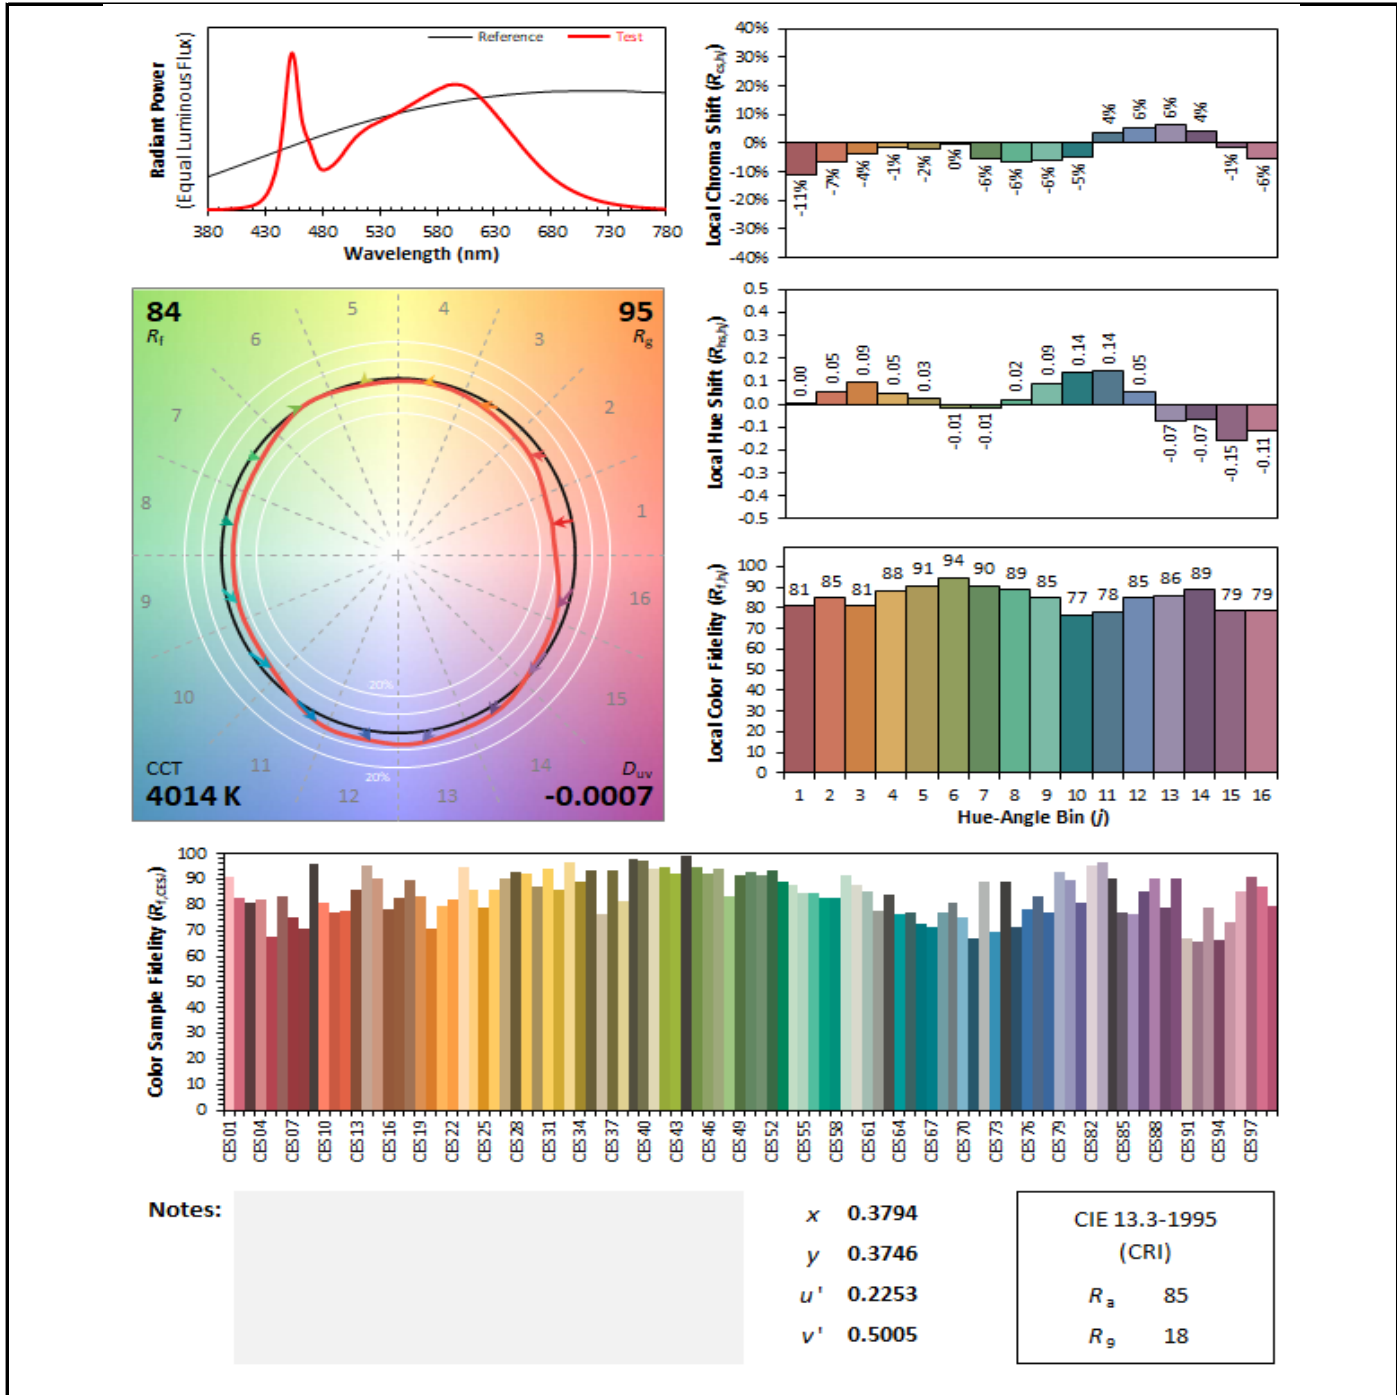 Radiant Power
(Equal Luminous Flux)
Reference
Test
380 430 480 530 580 630 680 730 780
Wavelength (nm)
Local Chroma Shift (Rcs,hj)
40%
30%
20%
10%
0%
-10%
-20%
-30%
-40%
-11% -7% -4% -1% -2% 0% -6% -6% -6% -5% 4% 6% 6% 4% -1% -6%
84
Rf
95
Rg
1
2
3
4
5
6
7
8
9
10
11
12
13
14
15
16
20%
20%
CCT
4014 K
Duv
-0.0007
Local Hue Shift (Rhs,hj)
0.5
0.4
0.3
0.2
0.1
0.0
-0.1
-0.2
-0.3
-0.4
-0.5
0.00 0.05 0.09 0.05 0.03 -0.01 -0.01 0.02 0.09 0.14 0.14 0.05 -0.07 -0.07 -0.15 -0.11
Local Color Fidelity (Rf,hj)
100
90
80
70
60
50
40
30
20
10
0
81 85 81 88 91 94 90 89 85 77 78 85 86 89 79 79
1 2 3 4 5 6 7 8 9 10 11 12 13 14 15 16
Hue-Angle Bin (j)
Color Sample Fidelity (Rf,CESi)
100
90
80
70
60
50
40
30
20
10
0
CES01 CES04 CES07 CES10 CES13 CES16 CES19 CES22 CES25 CES28 CES31 CES34 CES37 CES40 CES43 CES46 CES49 CES52 CES55 CES58 CES61 CES64 CES67 CES70 CES73 CES76 CES79 CES82 CES85 CES88 CES91 CES94 CES97
Notes:
x 0.3794
y 0.3746
u' 0.2253
v' 0.5005
CIE 13.3-1995
(CRI)
Ra 85
R9 18